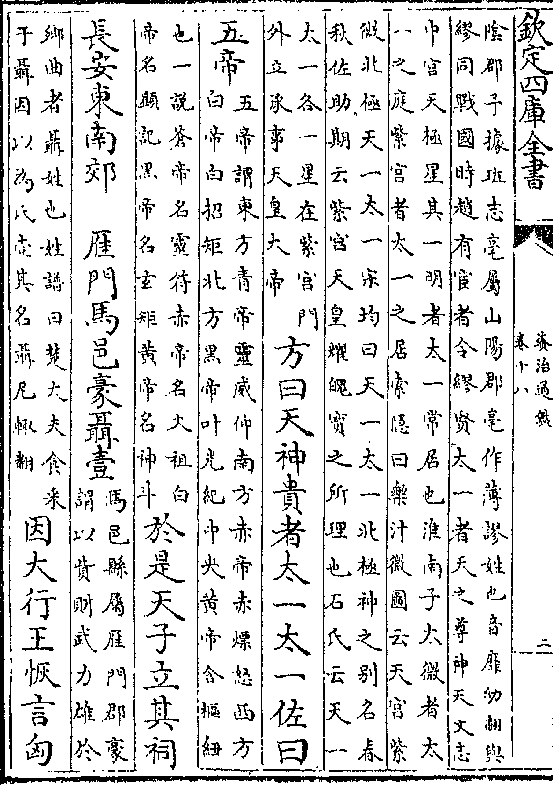 欽定四庫全書
資治通鑑
卷十八
二
陰郡予據班志亳屬山陽郡亳作薄謬姓也音靡幼翻與
繆同戰國時趙有宦者令繆賢太一者天之尊神天文志
中宮天極星其一明者太一常居也淮南子太微者太
一之庭紫宮者太一之居索隱曰樂汁微圖云天宮紫
微北極天一太一宋均曰天一太一北極神之别名春
秋佐助期云紫宮天皇耀魄寶之所理也石氏云天一
太一各一星在紫宮門
外立承事天皇大帝
方曰天神貴者太一太一佐曰
五帝
五帝謂東方青帝靈威仰南方赤帝赤熛怒西方
白帝白招矩北方黑帝叶光紀中央黄帝含樞紐
也一説蒼帝名靈符赤帝名火祖白
帝名顯記黑帝名玄矩黄帝名神斗
於是天子立其祠
長安東南郊 雁門馬邑豪聶壹
馬邑縣屬雁門郡豪
謂以貲財武力雄於
鄉曲者聶姓也姓譜曰楚大夫食采
于聶因以為氏壹其名聶尼輒翻
因大行王恢言匈